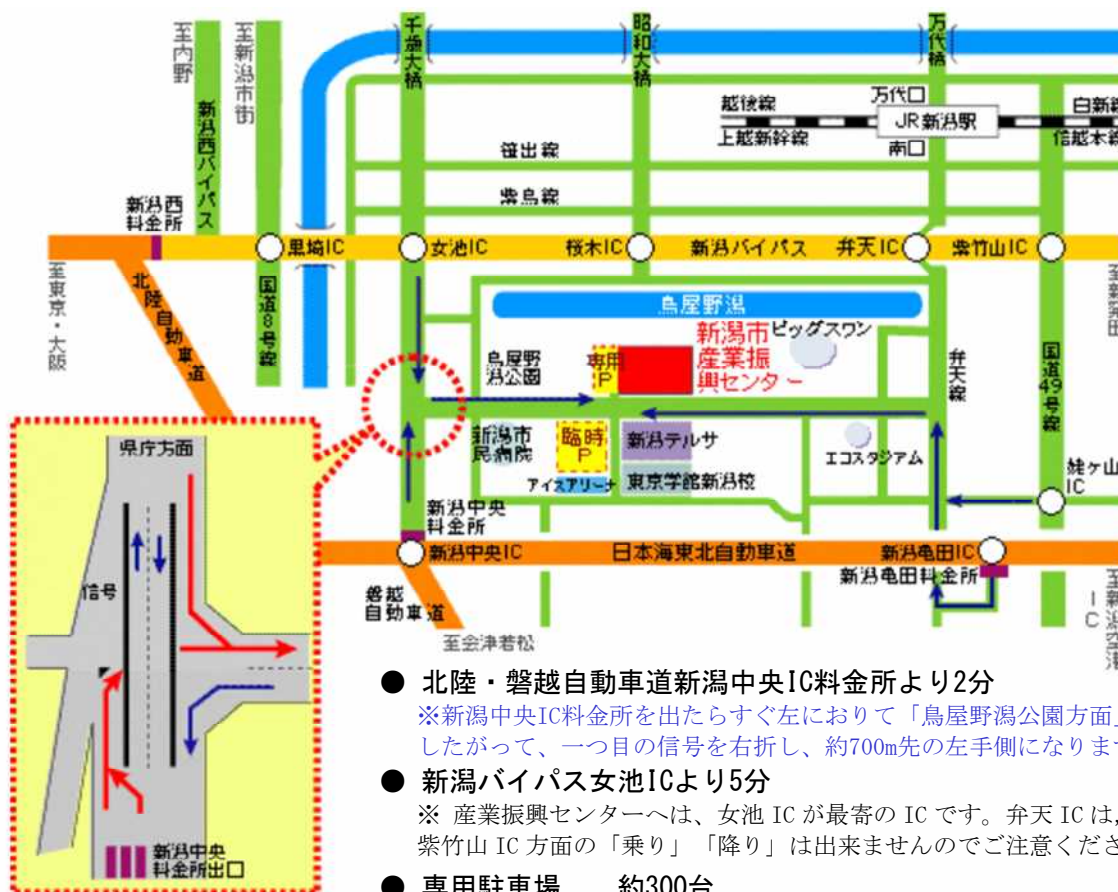 至内野
至新潟市街
新潟西バイパス
千歳大橋
昭和大橋
万代橋
越後線
上越新幹線
万代口
JR新潟駅
南口
白新線
信越本線
笹出線
紫鳥線
新潟西
料金所
黒埼IC
女池IC
桜木IC
新潟バイパス
弁天IC
紫竹山IC
至東京・大阪
北陸自動車道
国道8号線
鳥屋野潟
ビッグスワン
新潟市
産業振
興センター
専用
P
鳥屋野
潟公園
弁天線
国道49号線
新潟市
民病院
臨時
P
新潟テルサ
アイスアリーナ
東京学館新潟校
エコスタジアム
姥ヶ山
IC
新潟中央
料金所
新潟中央IC
日本海東北自動車道
新潟亀田IC
新潟亀田料金所
磐越
自動車道
至会津若松
県庁方面
信号
新潟中央
料金所出口
● 北陸・磐越自動車道新潟中央IC料金所より2分
※新潟中央IC料金所を出たらすぐ左におりて「鳥屋野潟公園方面」
したがって、一つ目の信号を右折し、約700m先の左手側になりま
● 新潟バイパス女池ICより5分
※ 産業振興センターへは、女池 IC が最寄の IC です。弁天 IC は,
紫竹山 IC 方面の「乗り」「降り」は出来ませんのでご注意くださ
● 専用駐車場 約300台